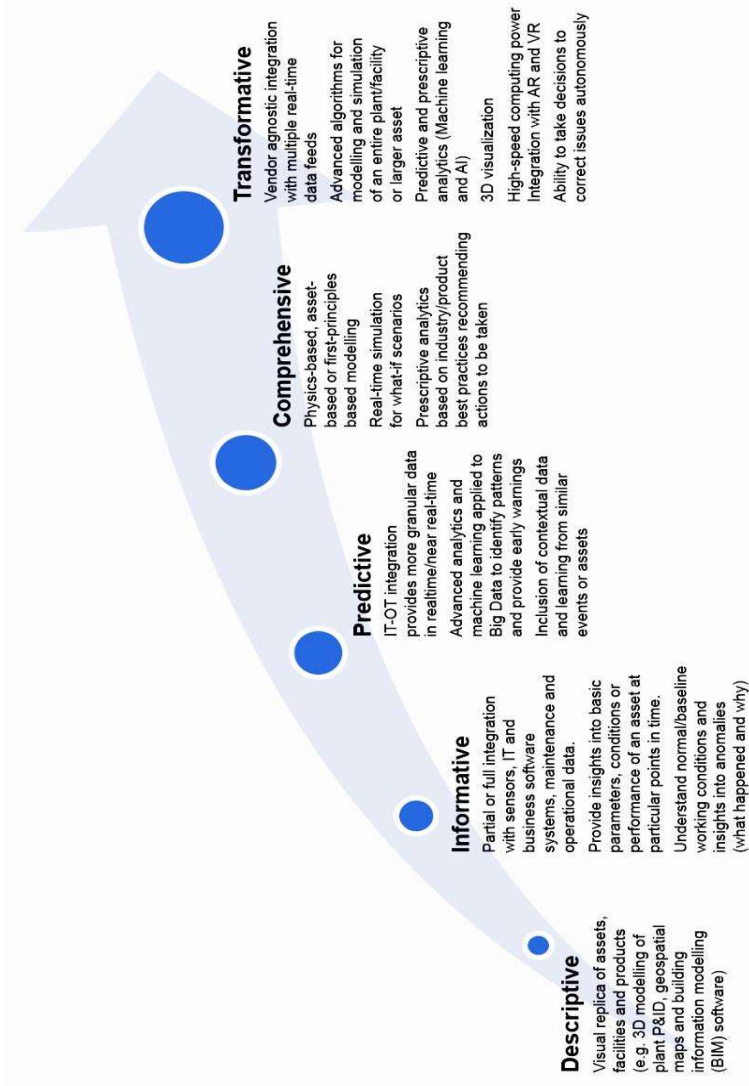 Descriptive
Visual replica of assets,
facilities and products
(e.g. 3D modelling of
plant P&ID, geospatial
maps and building
information modelling
(BIM) software)
Informative
Partial or full integration
with sensors, IT and
business software
systems, maintenance and
operational data.
Provide insights into basic
parameters, conditions or
performance of an asset at
particular points in time.
Understand normal/baseline
working conditions and
insights into anomalies
(what happened and why)
Predictive
IT-OT integration
provides more granular data
in realtime/near real-time
Advanced analytics and
machine learning applied to
Big Data to identify patterns
and provide early warnings
Inclusion of contextual data
and learning from similar
events or assets
Comprehensive
Physics-based, asset-
based or first-principles
based modelling
Real-time simulation
for what-if scenarios
Prescriptive analytics
based on industry/product
best practices recommending
actions to be taken
Transformative
Vendor agnostic integration
with multiple real-time
data feeds
Advanced algorithms for
modelling and simulation
of an entire plant/facility
or larger asset
Predictive and prescriptive
analytics (Machine learning
and AI)
3D visualization
High-speed computing power
Integration with AR and VR
Ability to take decisions to
correct issues autonomously